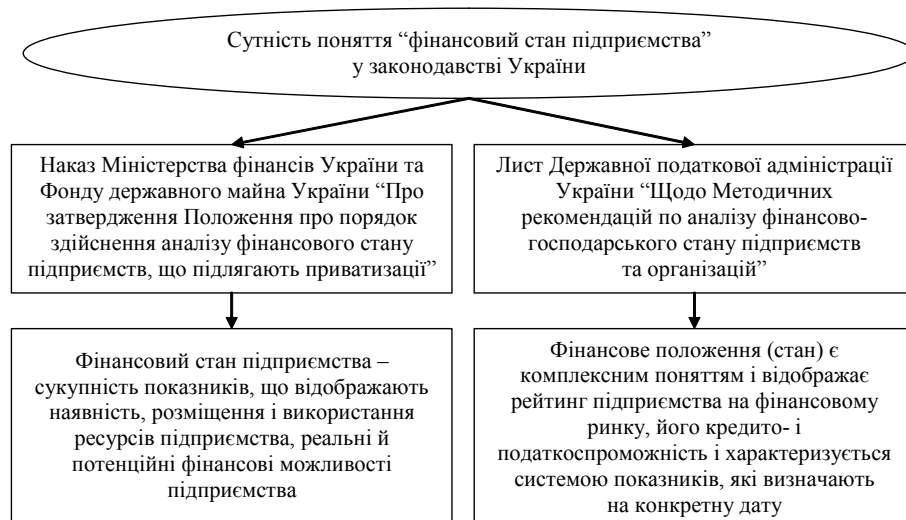 Сутність поняття “фінансовий стан підприємства”
у законодавстві України
Наказ Міністерства фінансів України та
Фонду державного майна України “Про
затвердження Положення про порядок
здійснення аналізу фінансового стану
підприємств, що підлягають приватизації”
Лист Державної податкової адміністрації
України “Щодо Методичних
рекомендацій по аналізу фінансово-
господарського стану підприємств
та організацій”
Фінансовий стан підприємства –
сукупність показників, що відображають
наявність, розміщення і використання
ресурсів підприємства, реальні й
потенційні фінансові можливості
підприємства
Фінансове положення (стан) є
комплексним поняттям і відображає
рейтинг підприємства на фінансовому
ринку, його кредито- і
податкоспроможність і характеризується
системою показників, які визначають
на конкретну дату